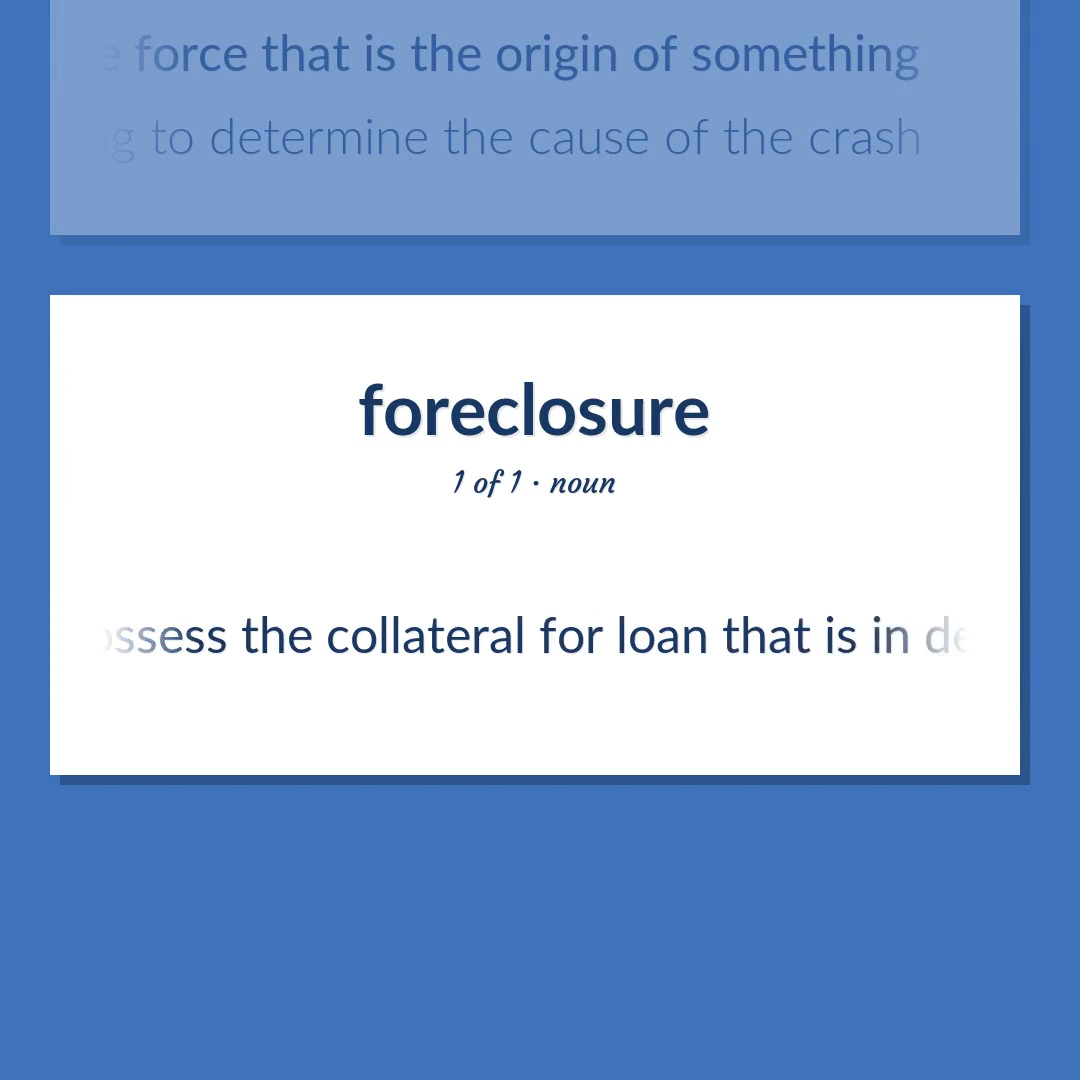 force that is the origin of something
to determine the cause of the crash
foreclosure
1 of 1 · noun
the collateral for loan that is in